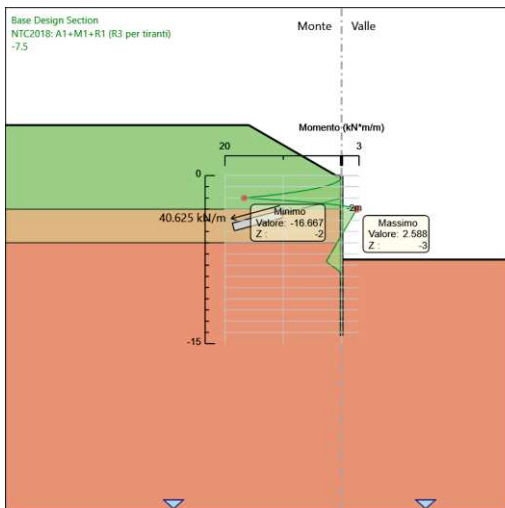 Base Design Section
NTC2018: A1+M1+R1 (R3 per tiranti)
-7.5
Monte
Valle
Momento (kN*m/m)
20
3
0
-2m
40.625 kN/m
Minimo
Valore: -16.667
Z : -2
Massimo
Valore: 2.588
Z : -3
-15